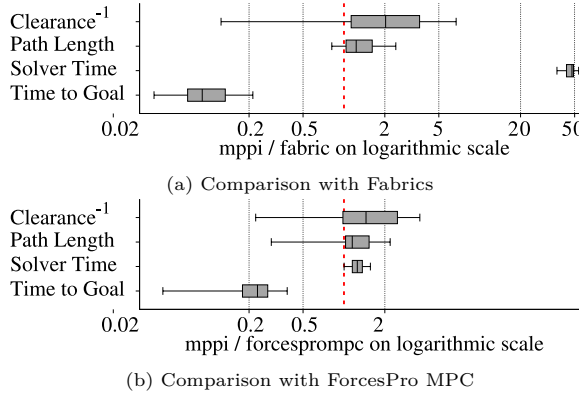 Clearance⁻¹
Path Length
Solver Time
Time to Goal
0.02 0.2 0.5 2 5 20 50
mppi / fabric on logarithmic scale
(a) Comparison with Fabrics
Clearance⁻¹
Path Length
Solver Time
Time to Goal
0.02 0.2 0.5 2
mppi / forcesprompc on logarithmic scale
(b) Comparison with ForcesPro MPC